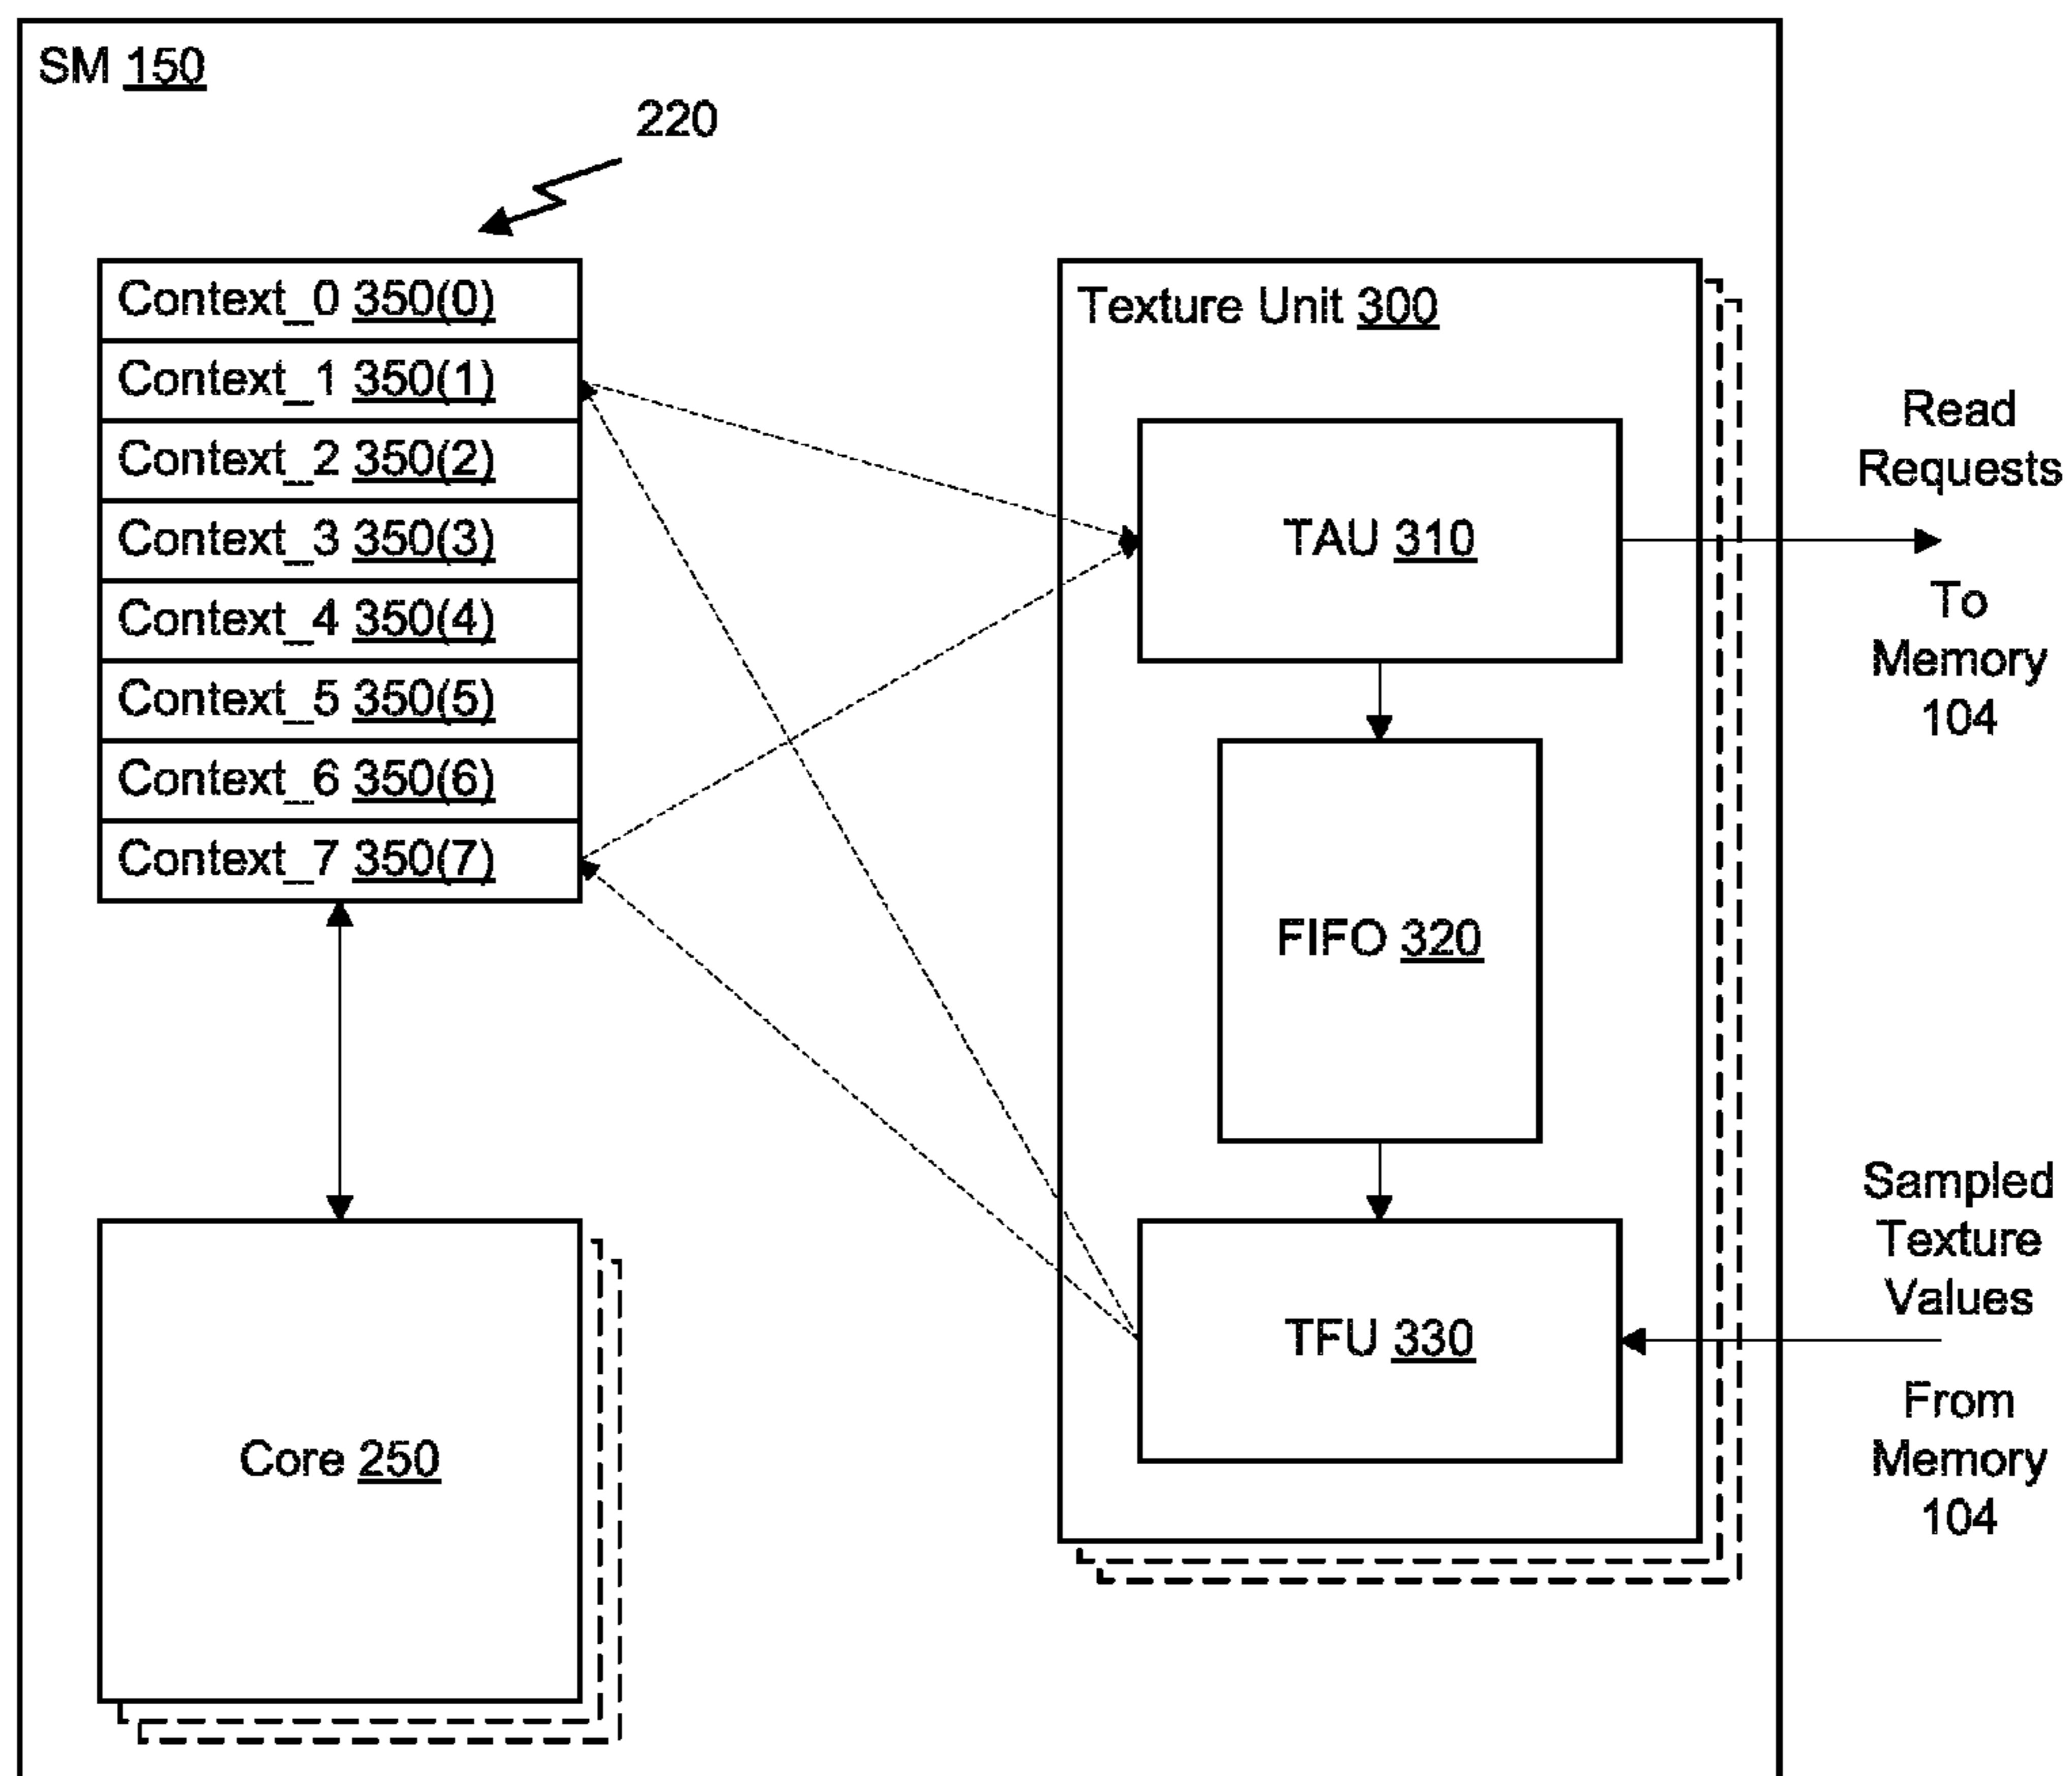 SM 150
220
Context_0 350(0)
Context_1 350(1)
Context_2 350(2)
Context_3 350(3)
Context_4 350(4)
Context_5 350(5)
Context_6 350(6)
Context_7 350(7)
Core 250
Texture Unit 300
TAU 310
FIFO 320
TFU 330
Read
Requests
To
Memory
104
Sampled
Texture
Values
From
Memory
104